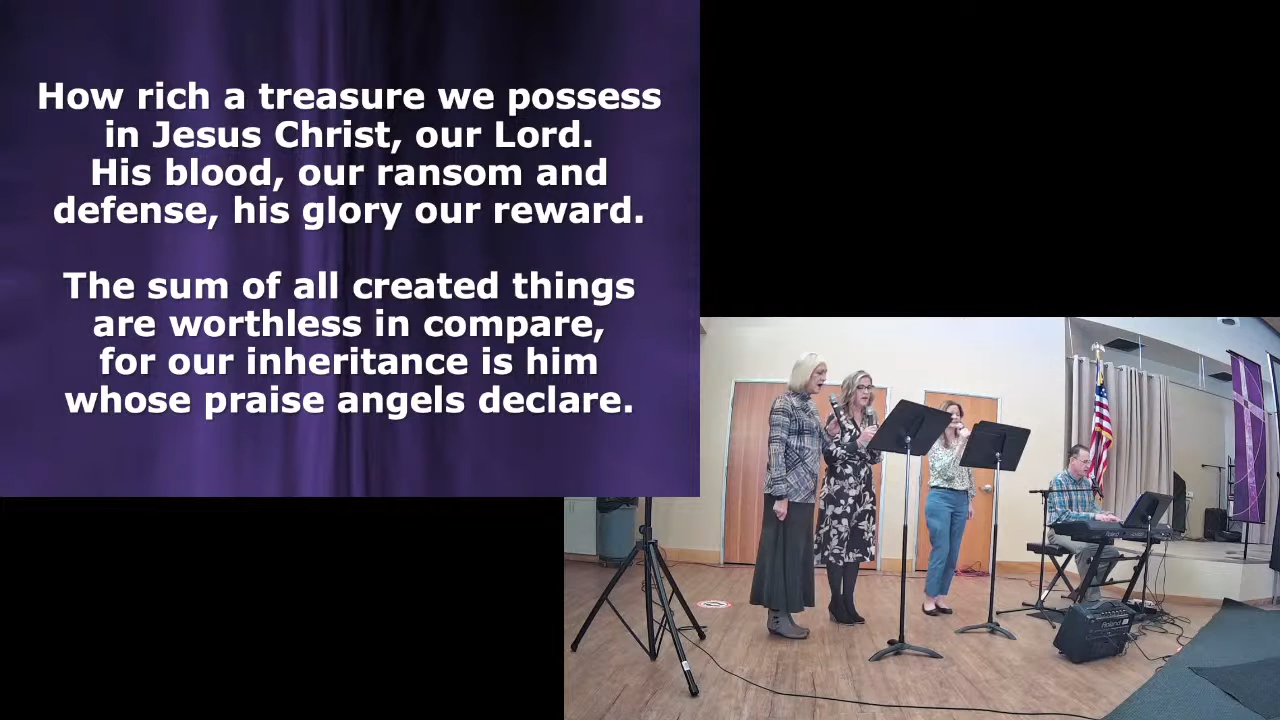 How rich a treasure we possess
in Jesus Christ, our Lord.
His blood, our ransom and
defense, his glory our reward.
The sum of all created things
are worthless in compare,
for our inheritance is him
whose praise angels declare.
Roland
Roland